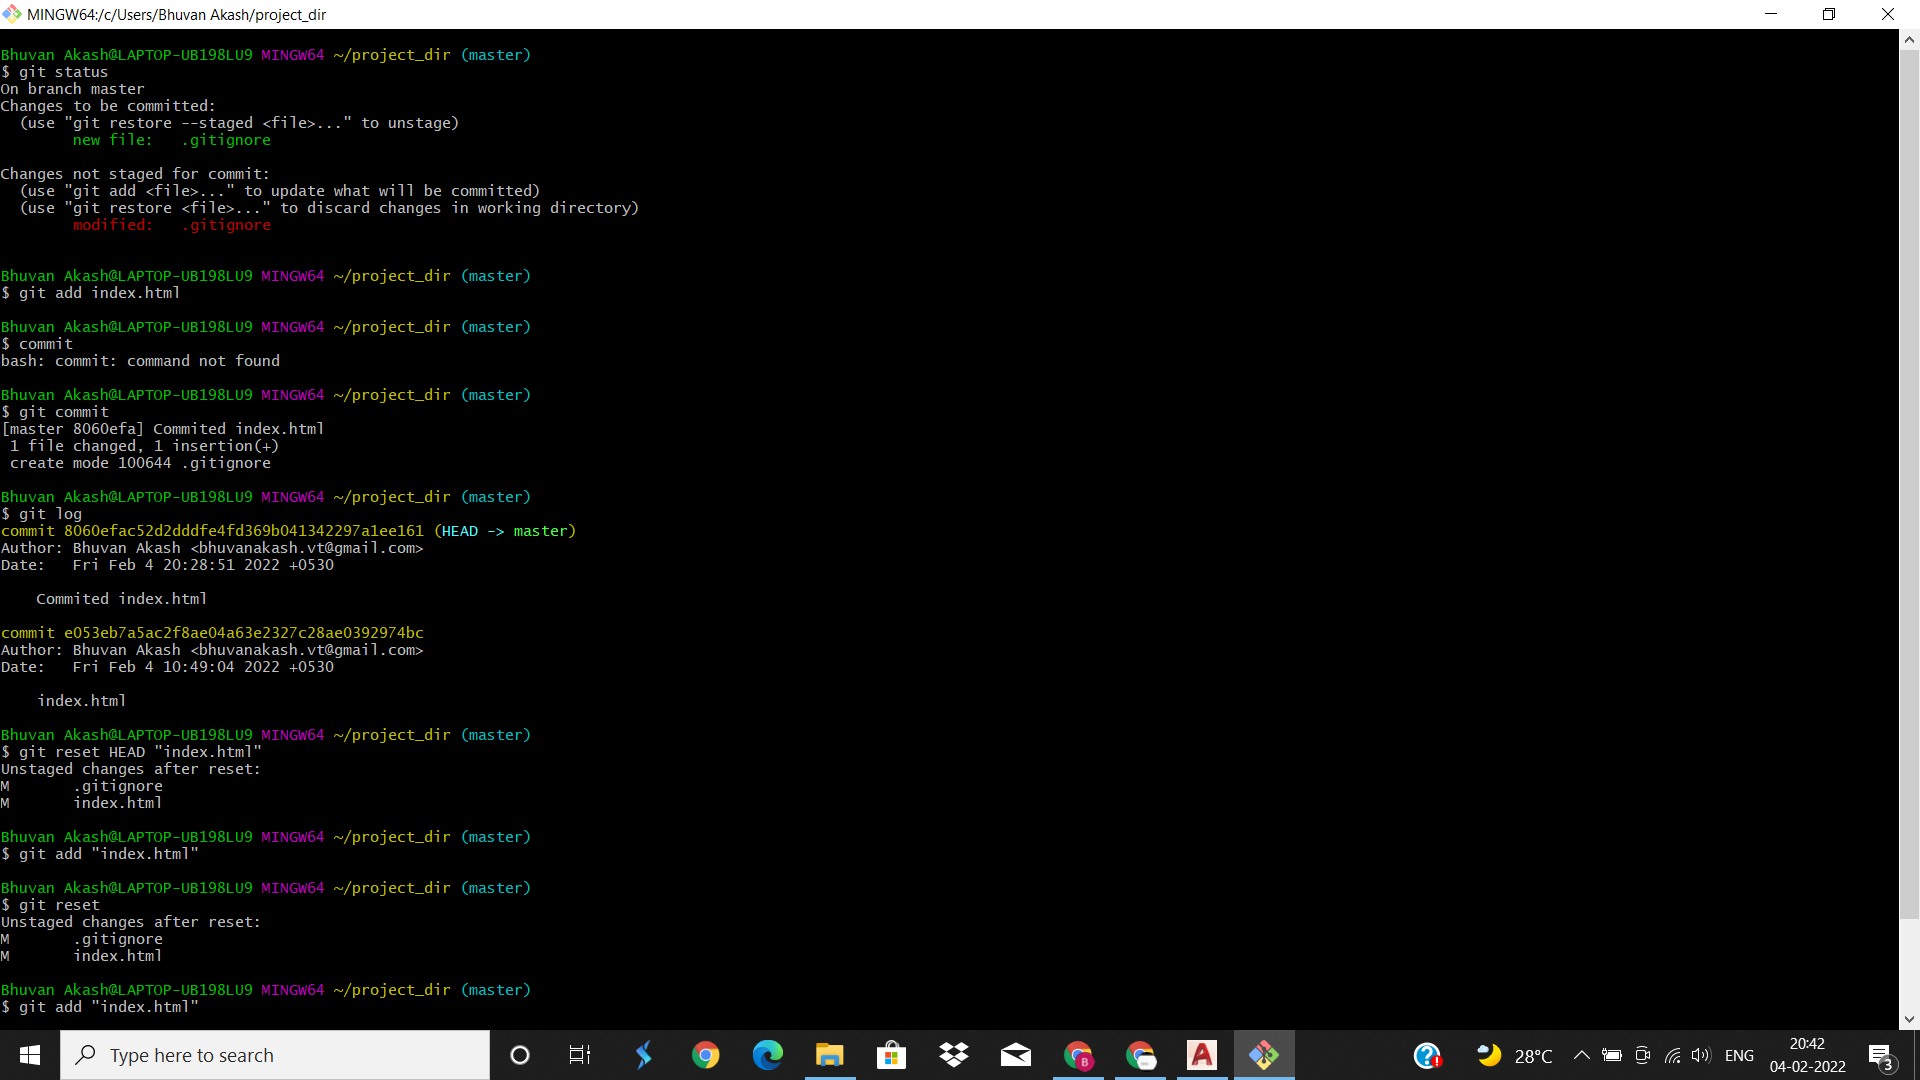 MINGW64:/c/Users/Bhuvan Akash/project_dir
Bhuvan Akash@LAPTOP-UB198LU9 MINGW64 ~/project_dir (master)
$ git status
On branch master
Changes to be committed:
  (use "git restore --staged <file>..." to unstage)
        new file:   .gitignore

Changes not staged for commit:
  (use "git add <file>..." to update what will be committed)
  (use "git restore <file>..." to discard changes in working directory)
        modified:   .gitignore

Bhuvan Akash@LAPTOP-UB198LU9 MINGW64 ~/project_dir (master)
$ git add index.html

Bhuvan Akash@LAPTOP-UB198LU9 MINGW64 ~/project_dir (master)
$ commit
bash: commit: command not found

Bhuvan Akash@LAPTOP-UB198LU9 MINGW64 ~/project_dir (master)
$ git commit
[master 8060efa] Commited index.html
 1 file changed, 1 insertion(+)
 create mode 100644 .gitignore

Bhuvan Akash@LAPTOP-UB198LU9 MINGW64 ~/project_dir (master)
$ git log
commit 8060efac52d2dddfe4fd369b041342297a1ee161 (HEAD -> master)
Author: Bhuvan Akash <bhuvanakash.vt@gmail.com>
Date:   Fri Feb 4 20:28:51 2022 +0530

    Commited index.html

commit e053eb7a5ac2f8ae04a63e2327c28ae0392974bc
Author: Bhuvan Akash <bhuvanakash.vt@gmail.com>
Date:   Fri Feb 4 10:49:04 2022 +0530

    index.html

Bhuvan Akash@LAPTOP-UB198LU9 MINGW64 ~/project_dir (master)
$ git reset HEAD "index.html"
Unstaged changes after reset:
M       .gitignore
M       index.html

Bhuvan Akash@LAPTOP-UB198LU9 MINGW64 ~/project_dir (master)
$ git add "index.html"

Bhuvan Akash@LAPTOP-UB198LU9 MINGW64 ~/project_dir (master)
$ git reset
Unstaged changes after reset:
M       .gitignore
M       index.html

Bhuvan Akash@LAPTOP-UB198LU9 MINGW64 ~/project_dir (master)
$ git add "index.html"
Type here to search
28°C
ENG
20:42
04-02-2022
3